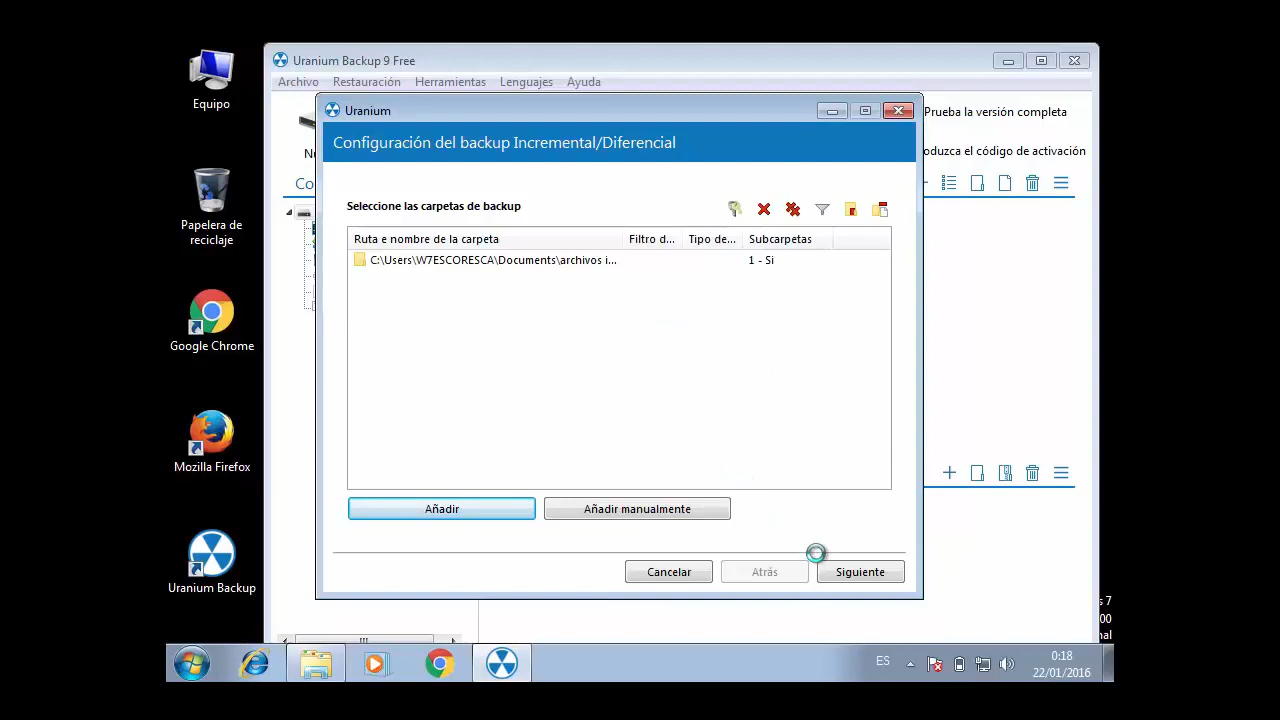 Uranium Backup 9 Free
Archivo Restauración Herramientas Lenguajes Ayuda
Equipo
Papelera de
reciclaje
Google Chrome
Mozilla Firefox
Uranium Backup
Prueba la versión completa
oduzca el código de activación
Co
Uranium
Configuración del backup Incremental/Diferencial
Seleccione las carpetas de backup
Ruta e nombre de la carpeta Filtro d... Tipo de... Subcarpetas
C:\Users\W7ESCORESCA\Documents\archivos i... 1 - Si
Añadir Añadir manualmente
Cancelar Atrás Siguiente
s 7
00
nal
ES
0:18
22/01/2016